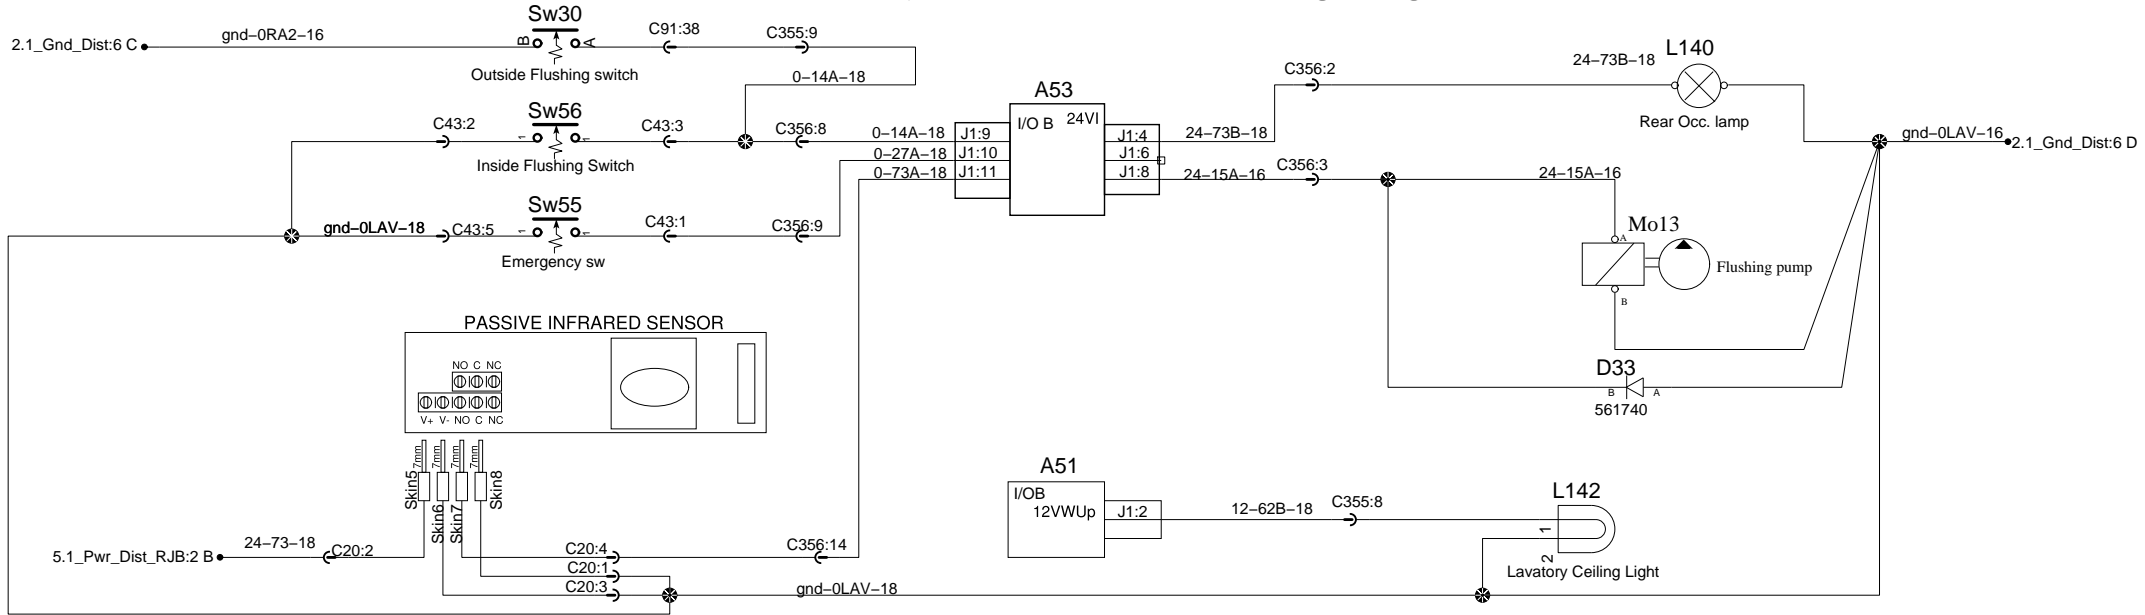 Sw30
2.1_Gnd_Dist:6 C
gnd-0RA2-16
B
A
C91:38
C355:9
Outside Flushing switch
0-14A-18
Sw56
C43:2
1
1
C43:3
C356:8
Inside Flushing Switch
Sw55
gnd-0LAV-18
C43:5
1
1
C43:1
C356:9
Emergency sw
A53
I/O B
24VI
0-14A-18
J1:9
0-27A-18
J1:10
0-73A-18
J1:11
J1:4
J1:6
J1:8
24-73B-18
C356:2
24-73B-18
L140
Rear Occ. lamp
gnd-0LAV-16
2.1_Gnd_Dist:6 D
24-15A-16
C356:3
24-15A-16
Mo13
A
Flushing pump
B
D33
B
A
561740
PASSIVE INFRARED SENSOR
NO C NC
V+ V- NO C NC
7mm
7mm
7mm
7mm
Skin5
Skin6
Skin7
Skin8
5.1_Pwr_Dist_RJB:2 B
24-73-18
C20:2
C20:4
C356:14
C20:1
C20:3
gnd-0LAV-18
A51
I/OB
12VWUp
J1:2
12-62B-18
C355:8
L142
1
2
Lavatory Ceiling Light